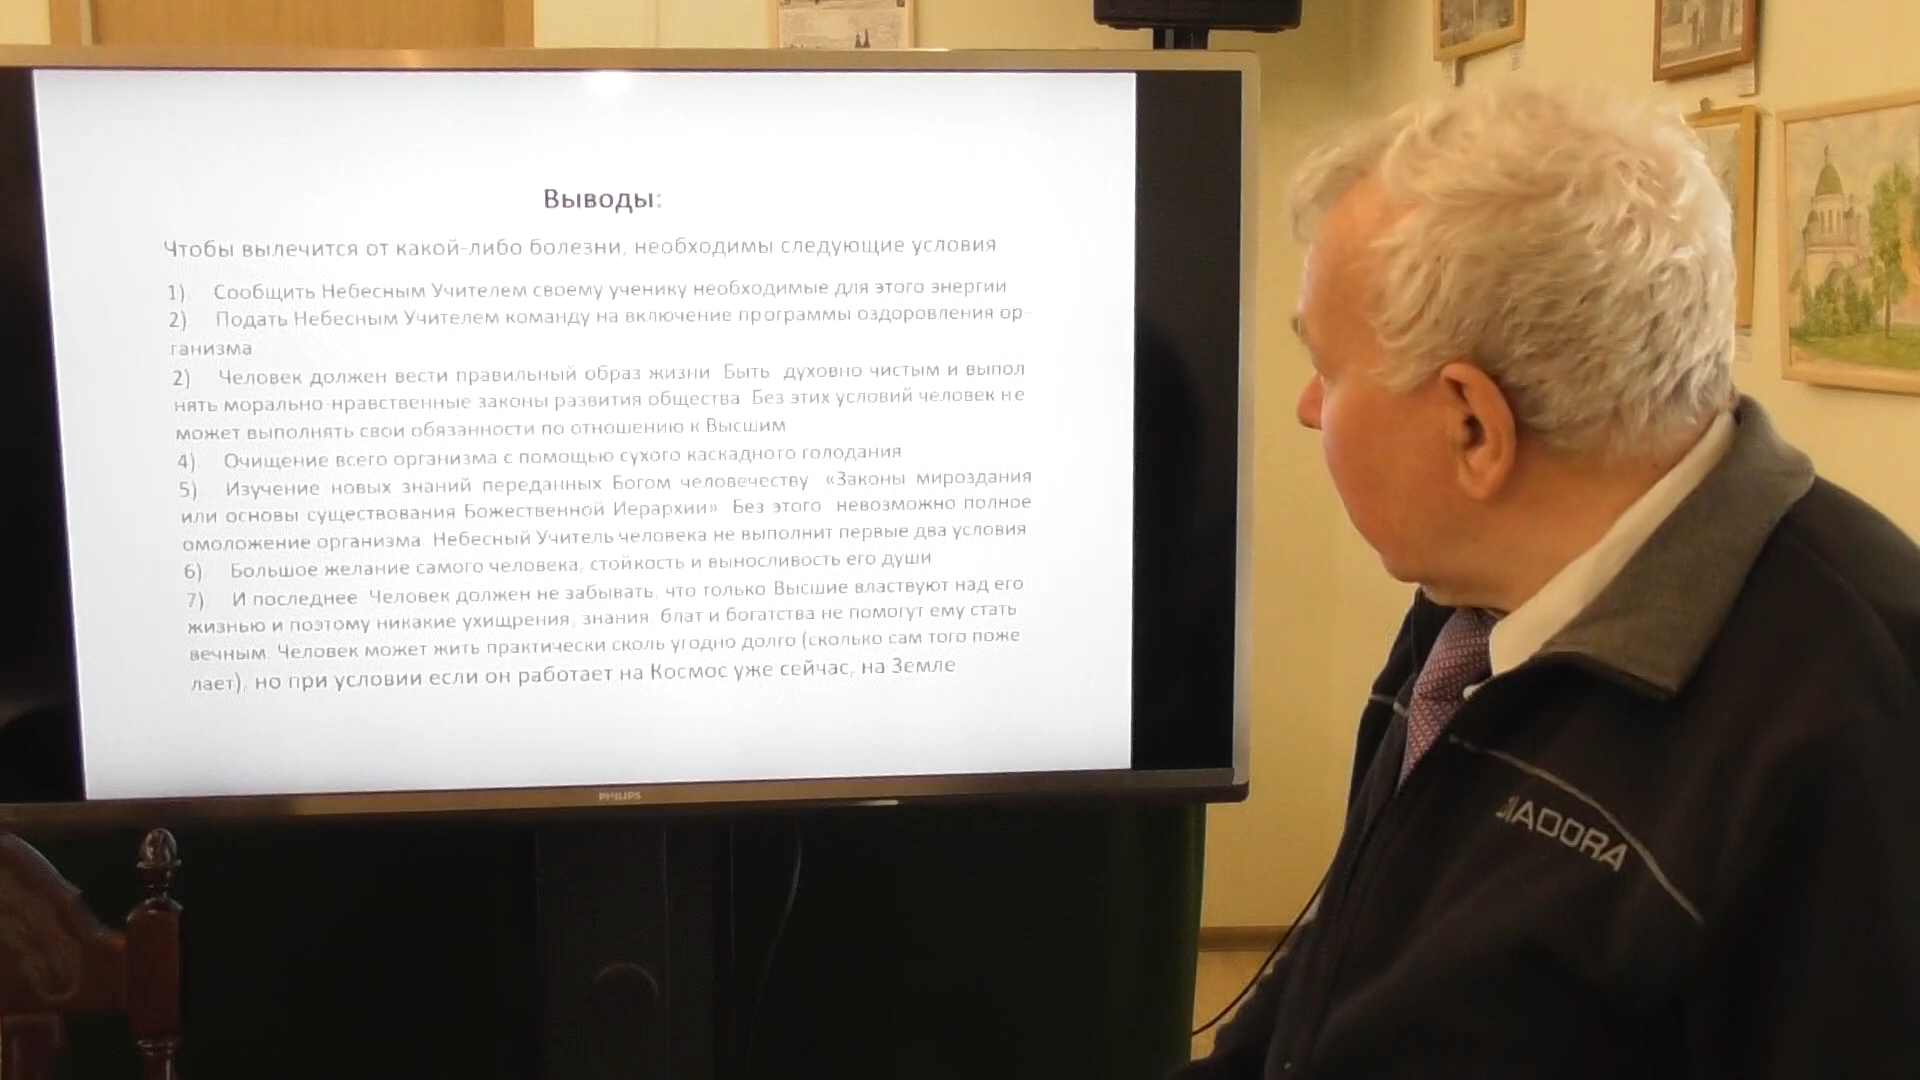 Выводы:
Чтобы вылечится от какой-либо болезни, необходимы следующие условия
1) Сообщить Небесным Учителем своему ученику необходимые для этого энергии
2) Подать Небесным Учителем команду на включение программы оздоровления ор-
ганизма
2) Человек должен вести правильный образ жизни. Быть духовно чистым и выпол
нять морально-нравственные законы развития общества. Без этих условий человек не
может выполнять свои обязанности по отношению к Высшим
4) Очищение всего организма с помощью сухого каскадного голодания
5) Изучение новых знаний переданных Богом человечеству «Законы мироздания
или основы существования Божественной Иерархии» Без этого невозможно полное
омоложение организма. Небесный Учитель человека не выполнит первые два условия
6) Большое желание самого человека, стойкость и выносливость его души
7) И последнее. Человек должен не забывать, что только Высшие властвуют над его
жизнью и поэтому никакие ухищрения, знания, блат и богатства не помогут ему стать
вечным. Человек может жить практически сколь угодно долго (сколько сам того поже
лает), но при условии если он работает на Космос уже сейчас, на Земле
PHILIPS
IADORA